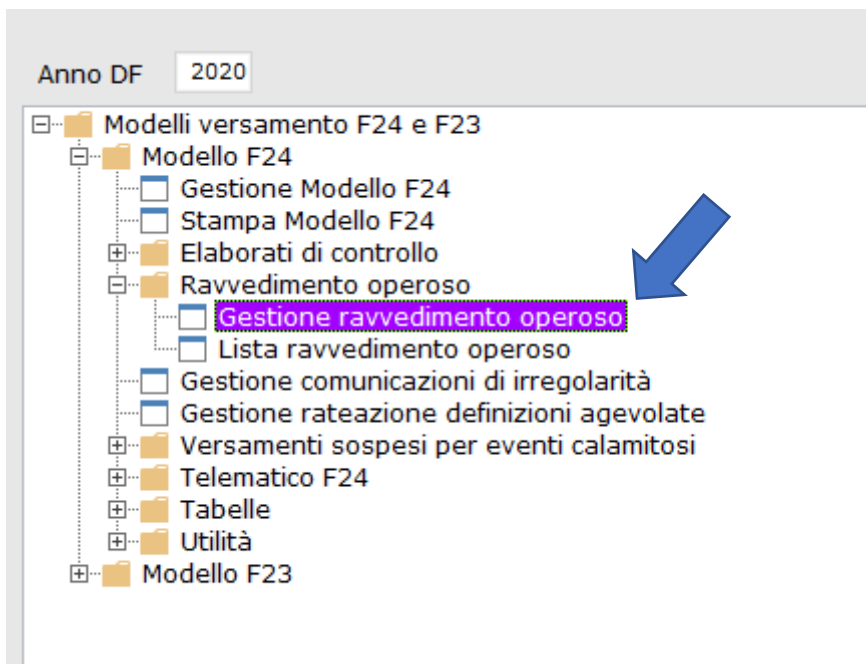 Anno DF 2020
Modelli versamento F24 e F23
Modello F24
Gestione Modello F24
Stampa Modello F24
Elaborati di controllo
Ravvedimento operoso
Gestione ravvedimento operoso
Lista ravvedimento operoso
Gestione comunicazioni di irregolarità
Gestione rateazione definizioni agevolate
Versamenti sospesi per eventi calamitosi
Telematico F24
Tabelle
Utilità
Modello F23